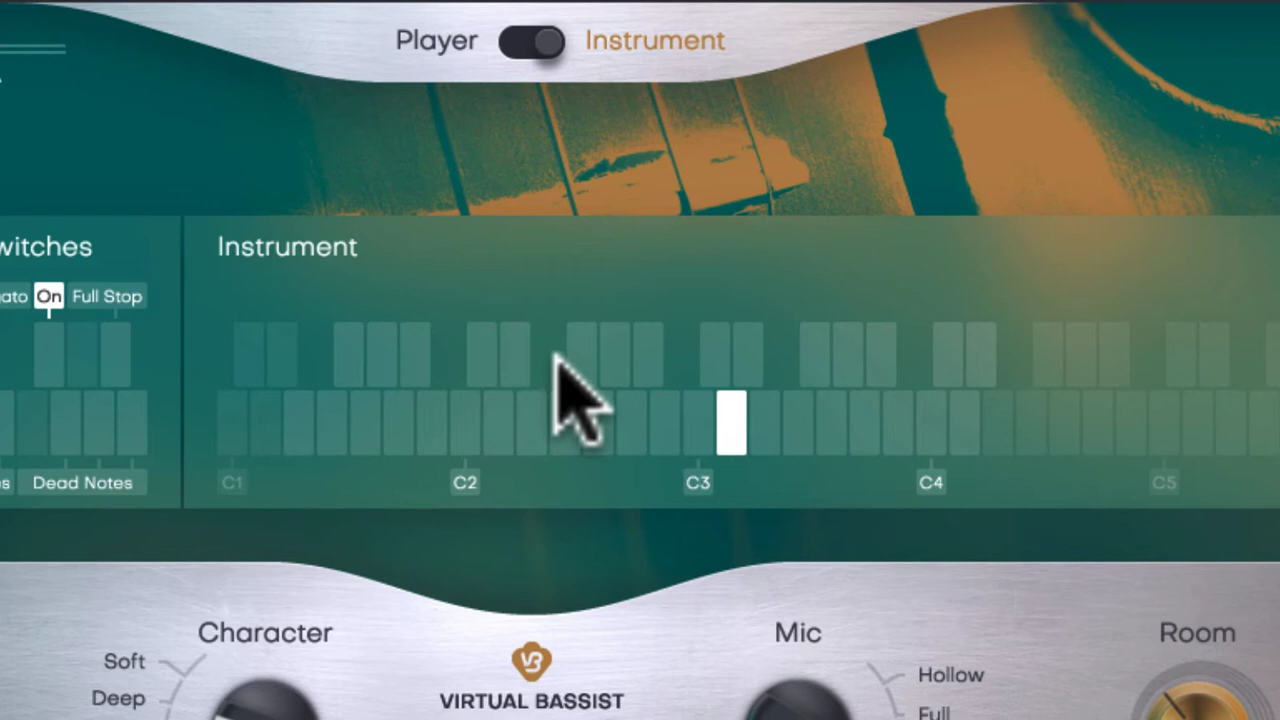 Player Instrument
witches Instrument
ato On Full Stop
s Dead Notes C1 C2 C3 C4 C5
Character Mic Room
Soft Hollow
Deep Full
VB
VIRTUAL BASSIST